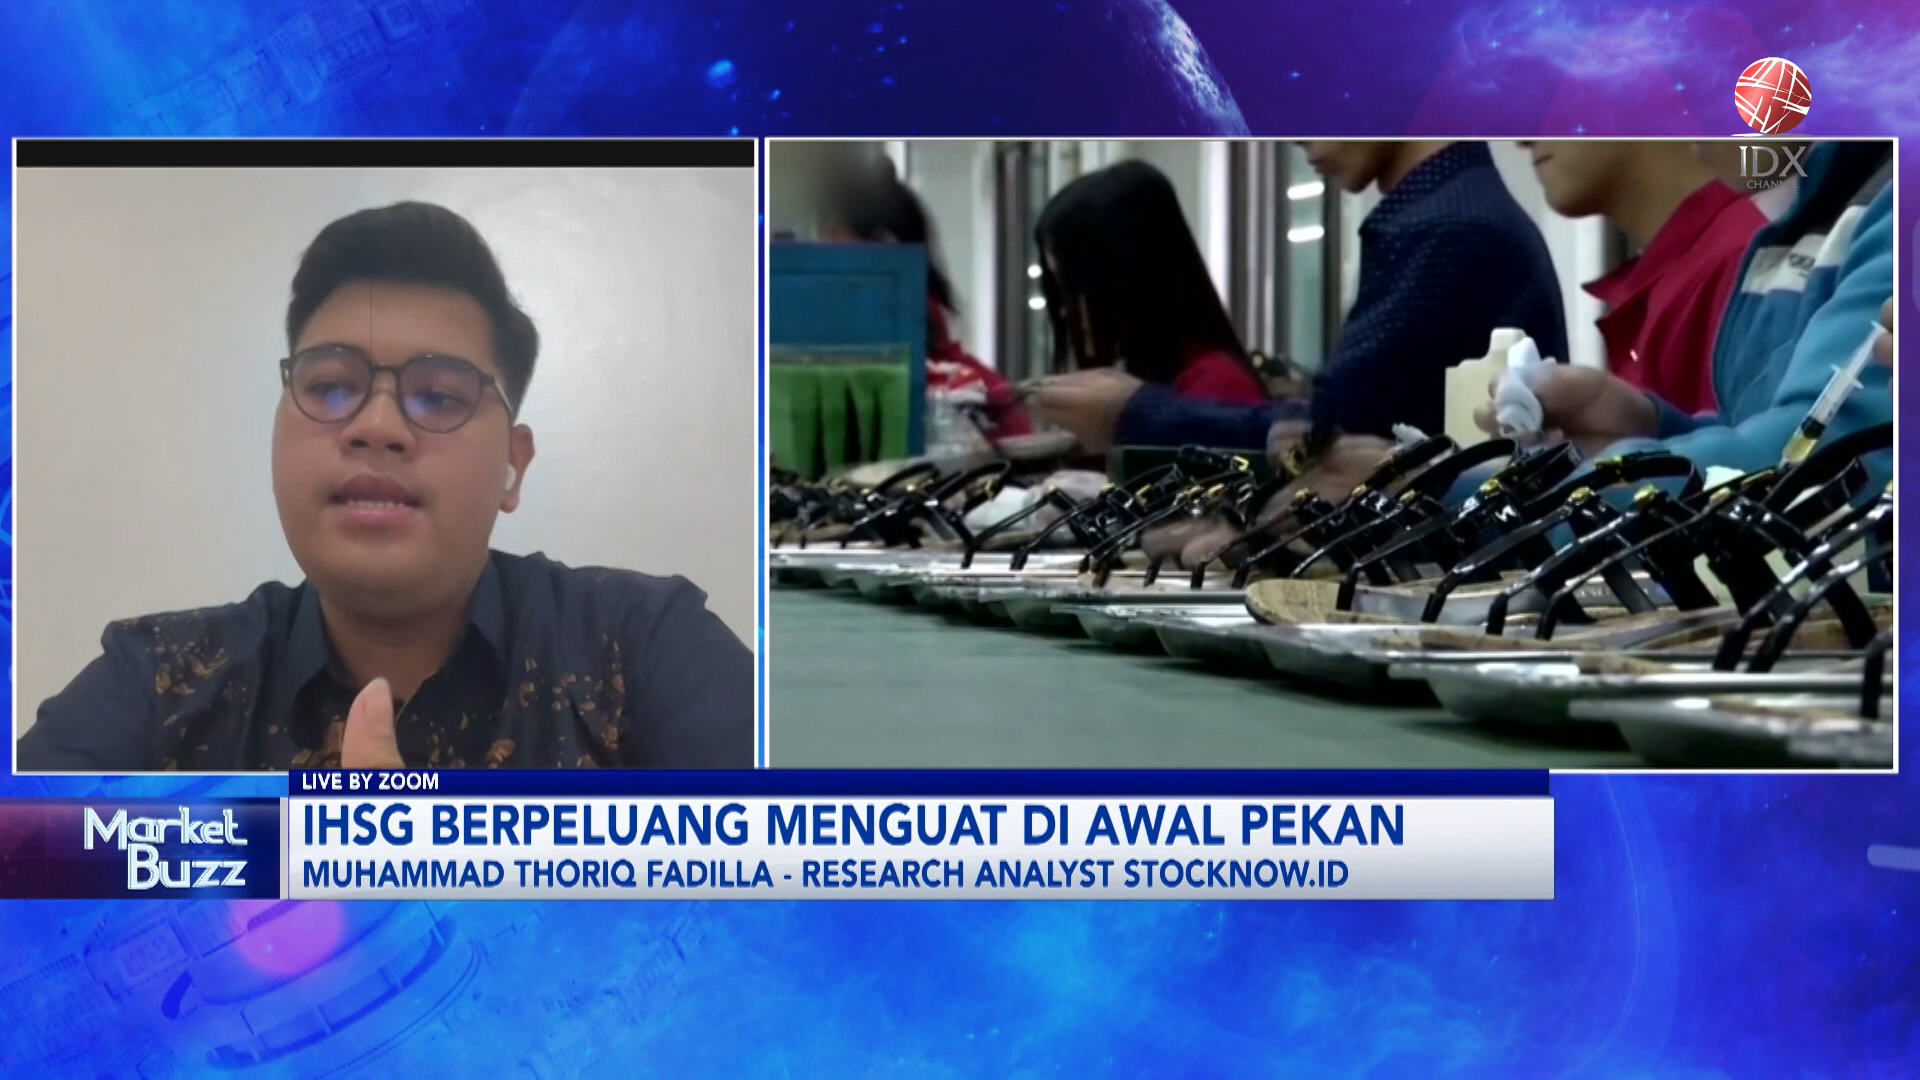 IDX
CHANNEL
LIVE BY ZOOM
Market
Buzz
IHSG BERPELUANG MENGUAT DI AWAL PEKAN
MUHAMMAD THORIQ FADILLA - RESEARCH ANALYST STOCKNOW.ID